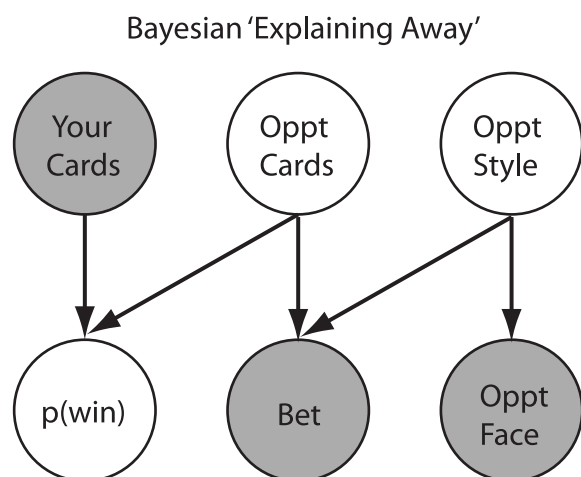 Bayesian ‘Explaining Away’
Your
Cards
Oppt
Cards
Oppt
Style
p(win)
Bet
Oppt
Face